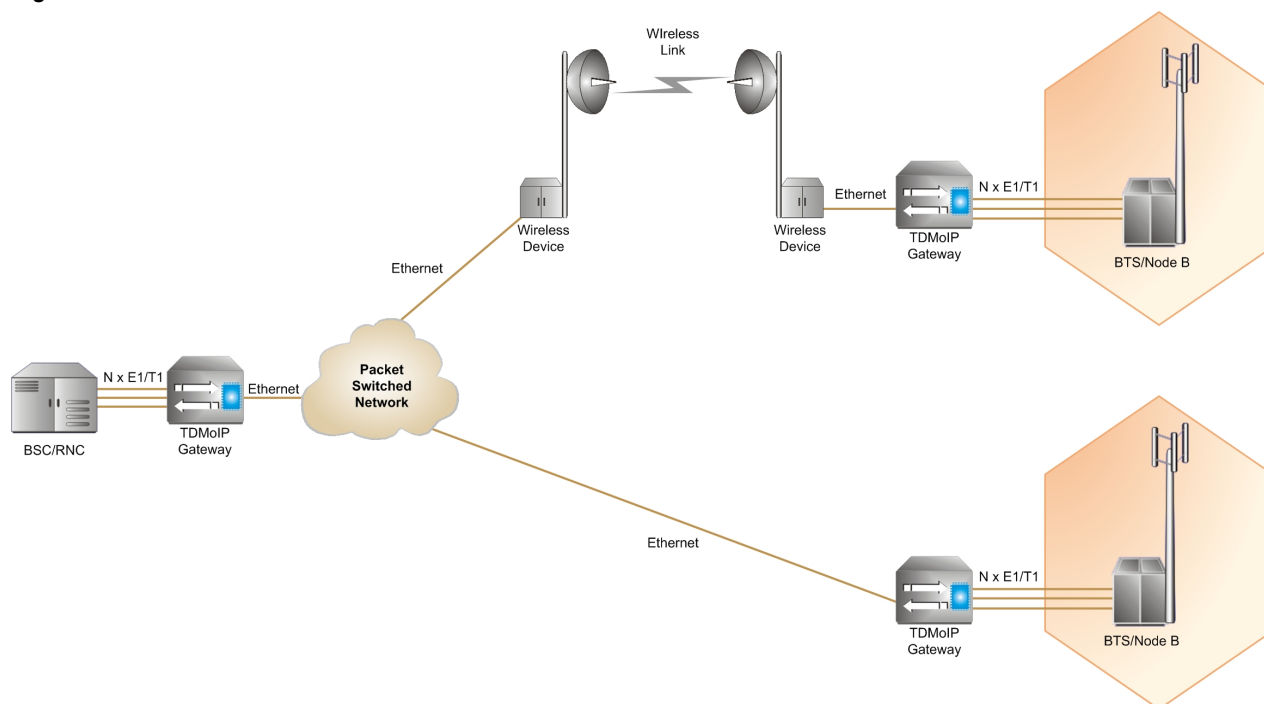 WIreless
Link
Ethernet
N x E1/T1
Wireless
Device
Wireless
Device
TDMoIP
Gateway
BTS/Node B
Ethernet
Packet
Switched
Network
N x E1/T1
Ethernet
TDMoIP
Gateway
BSC/RNC
Ethernet
N x E1/T1
TDMoIP
Gateway
BTS/Node B